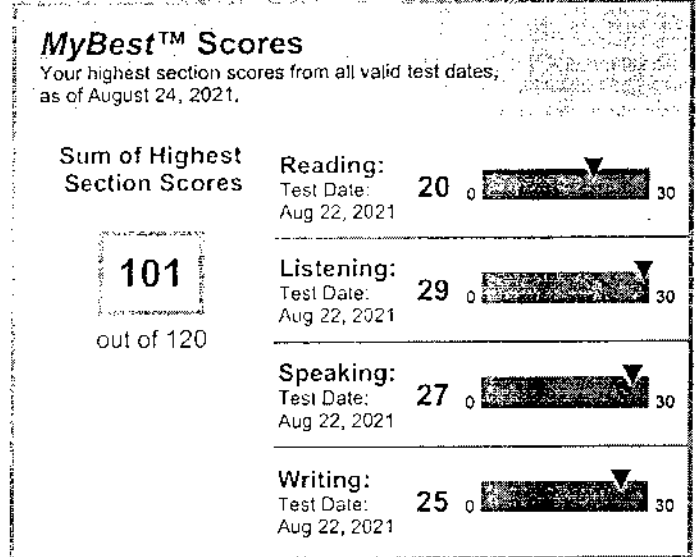 MyBest™ Scores
Your highest section scores from all valid test dates,
as of August 24, 2021.
Sum of Highest
Section Scores
101
out of 120
Reading:
Test Date:
Aug 22, 2021
20
0
30
Listening:
Test Date:
Aug 22, 2021
29
0
30
Speaking:
Test Date:
Aug 22, 2021
27
0
30
Writing:
Test Date:
Aug 22, 2021
25
0
30